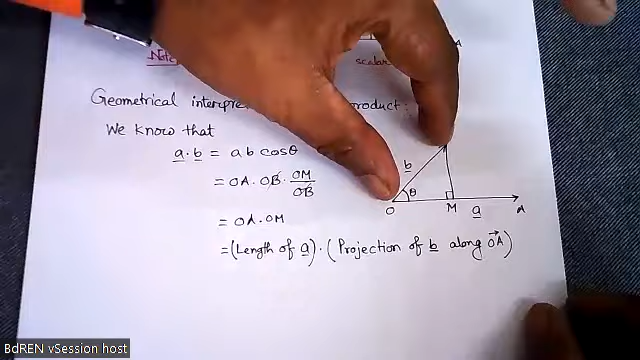 Note
scalar
A
Geometrical product:
We know that
a·b = ab cosθ
= OA·OB·OM/OB
= OA·OM
= (Length of a)·(Projection of b along OA→)
b
θ
O
M
a
A
BdREN vSession host